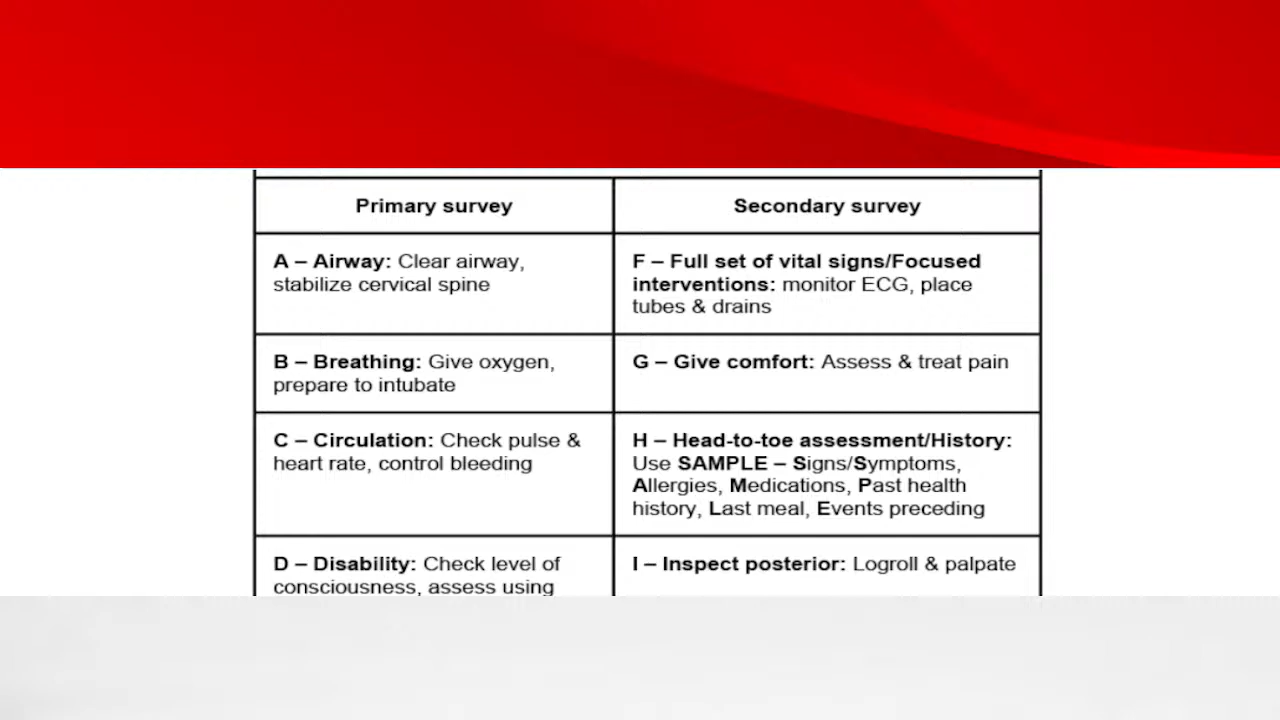 Primary survey
Secondary survey
A – Airway: Clear airway,
stabilize cervical spine
F – Full set of vital signs/Focused
interventions: monitor ECG, place
tubes & drains
B – Breathing: Give oxygen,
prepare to intubate
G – Give comfort: Assess & treat pain
C – Circulation: Check pulse &
heart rate, control bleeding
H – Head-to-toe assessment/History:
Use SAMPLE – Signs/Symptoms,
Allergies, Medications, Past health
history, Last meal, Events preceding
D – Disability: Check level of
consciousness, assess using
I – Inspect posterior: Logroll & palpate